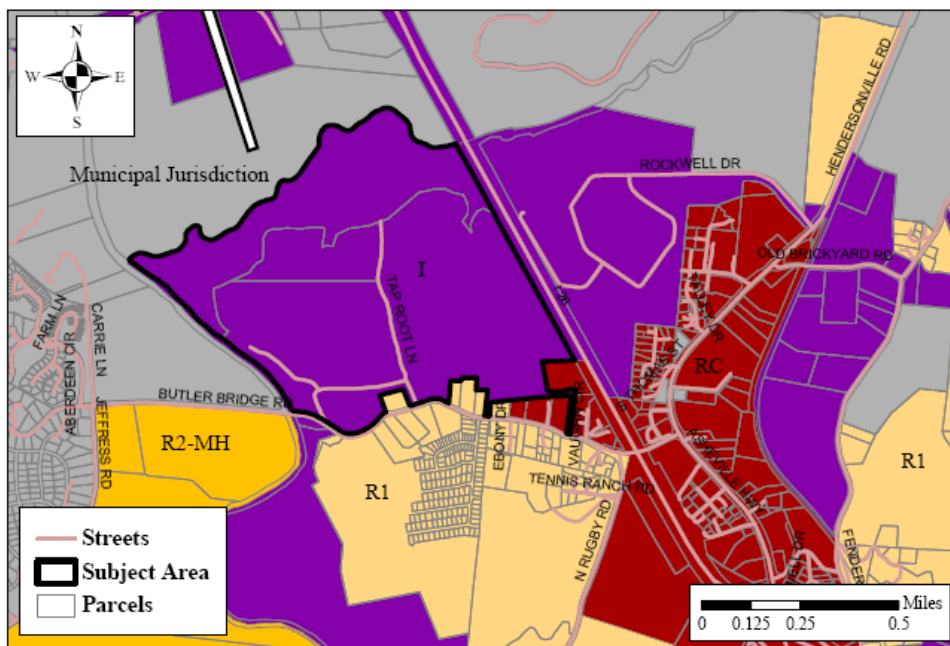 N
W E
S
Municipal Jurisdiction
HENDERSONVILLE RD
ROCKWELL DR
OLD BRICKYARD RD
I
TAP ROOT LN
I-26
RC
FARM LN
CARRIE LN
ABERDEEN CIR
JEFFRESS RD
BUTLER BRIDGE RD
R2-MH
EBONY DR
R1
TENNIS RANCH RD
N RUGBY RD
R1
Streets
Subject Area
Parcels
Miles
0 0.125 0.25 0.5